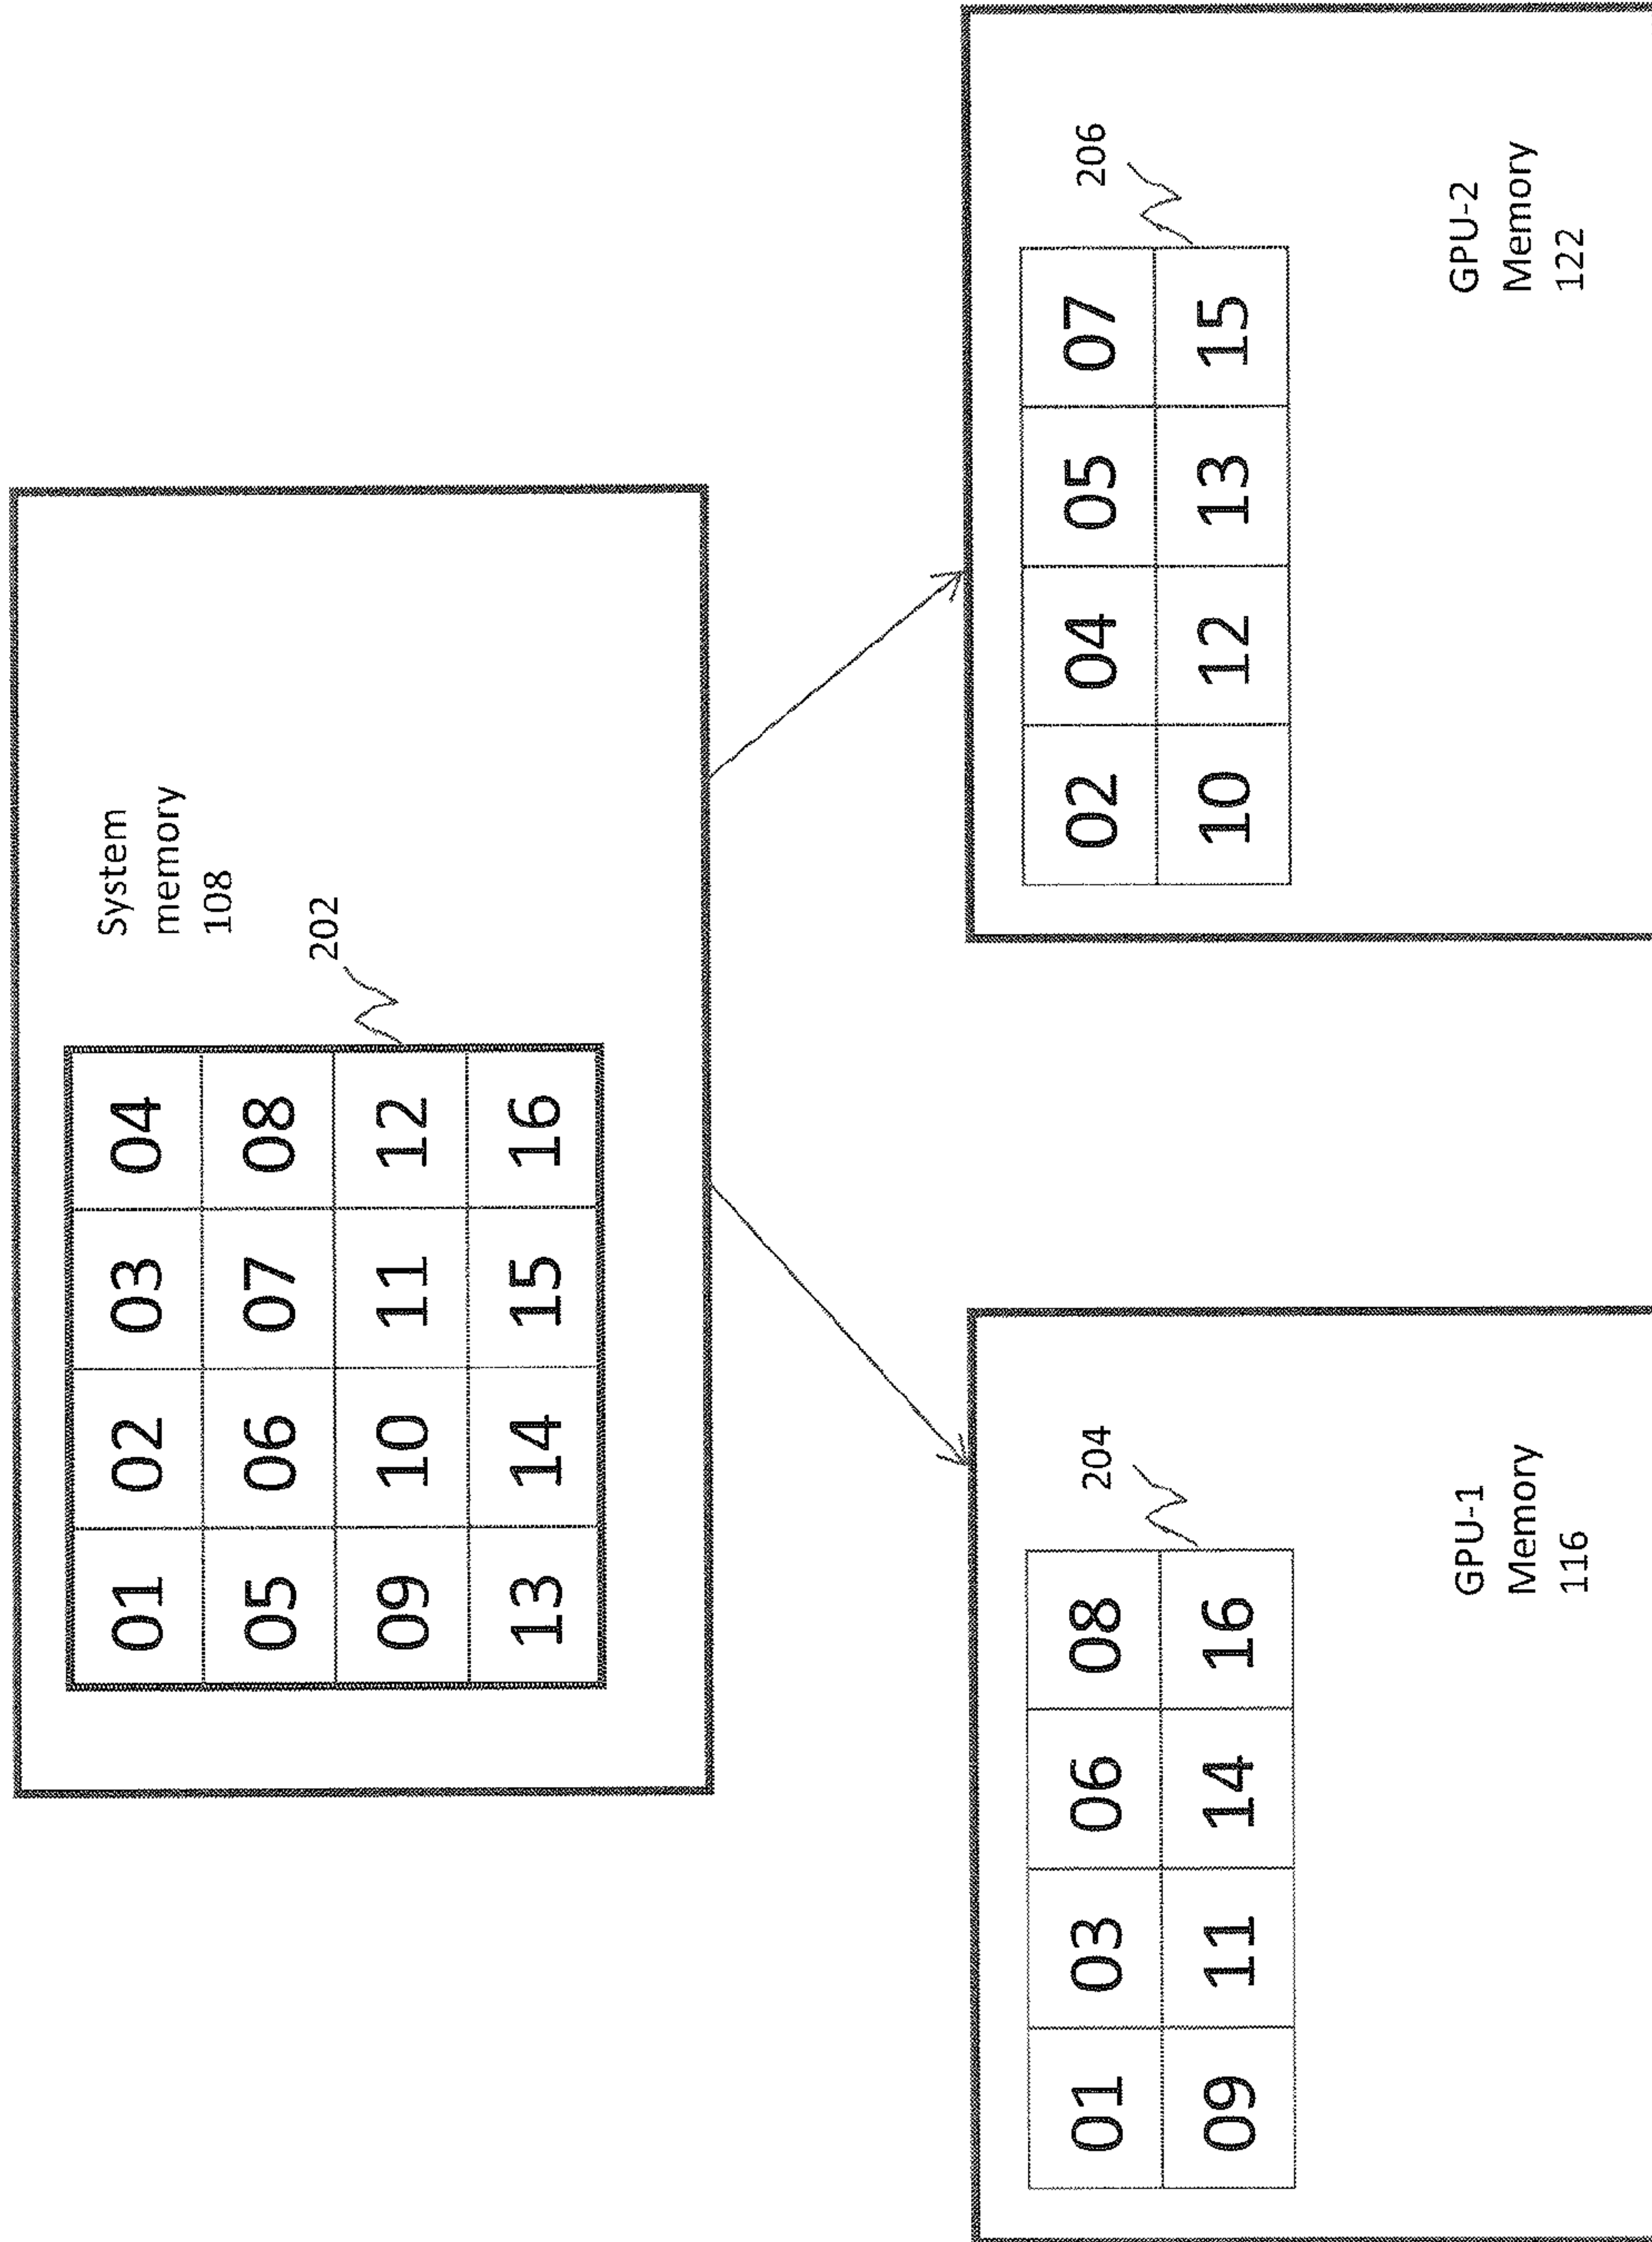 01 02 03 04
05 06 07 08
09 10 11 12
13 14 15 16
System
memory
108
202
01 03 06 08
09 11 14 16
204
GPU-1
Memory
116
02 04 05 07
10 12 13 15
206
GPU-2
Memory
122